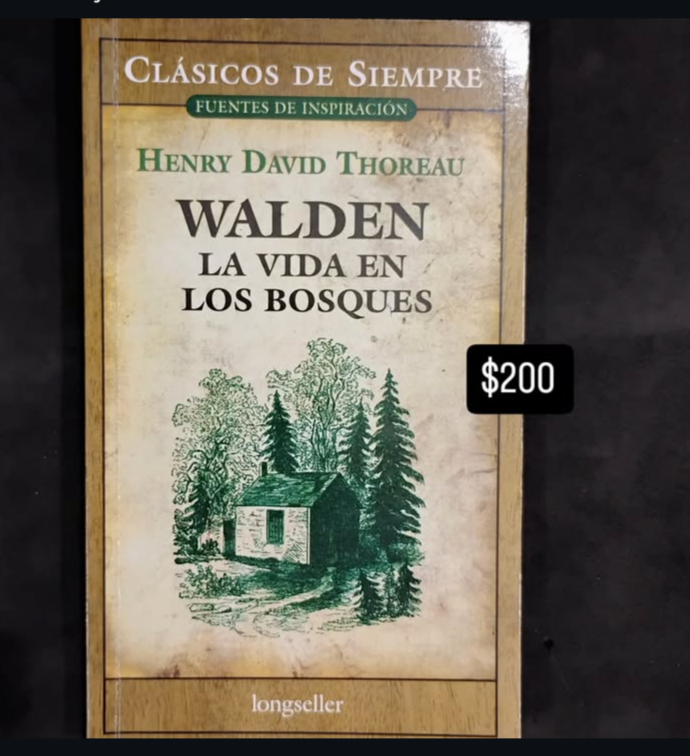 CLÁSICOS DE SIEMPRE
FUENTES DE INSPIRACIÓN
HENRY DAVID THOREAU
WALDEN
LA VIDA EN
LOS BOSQUES
$200
longseller